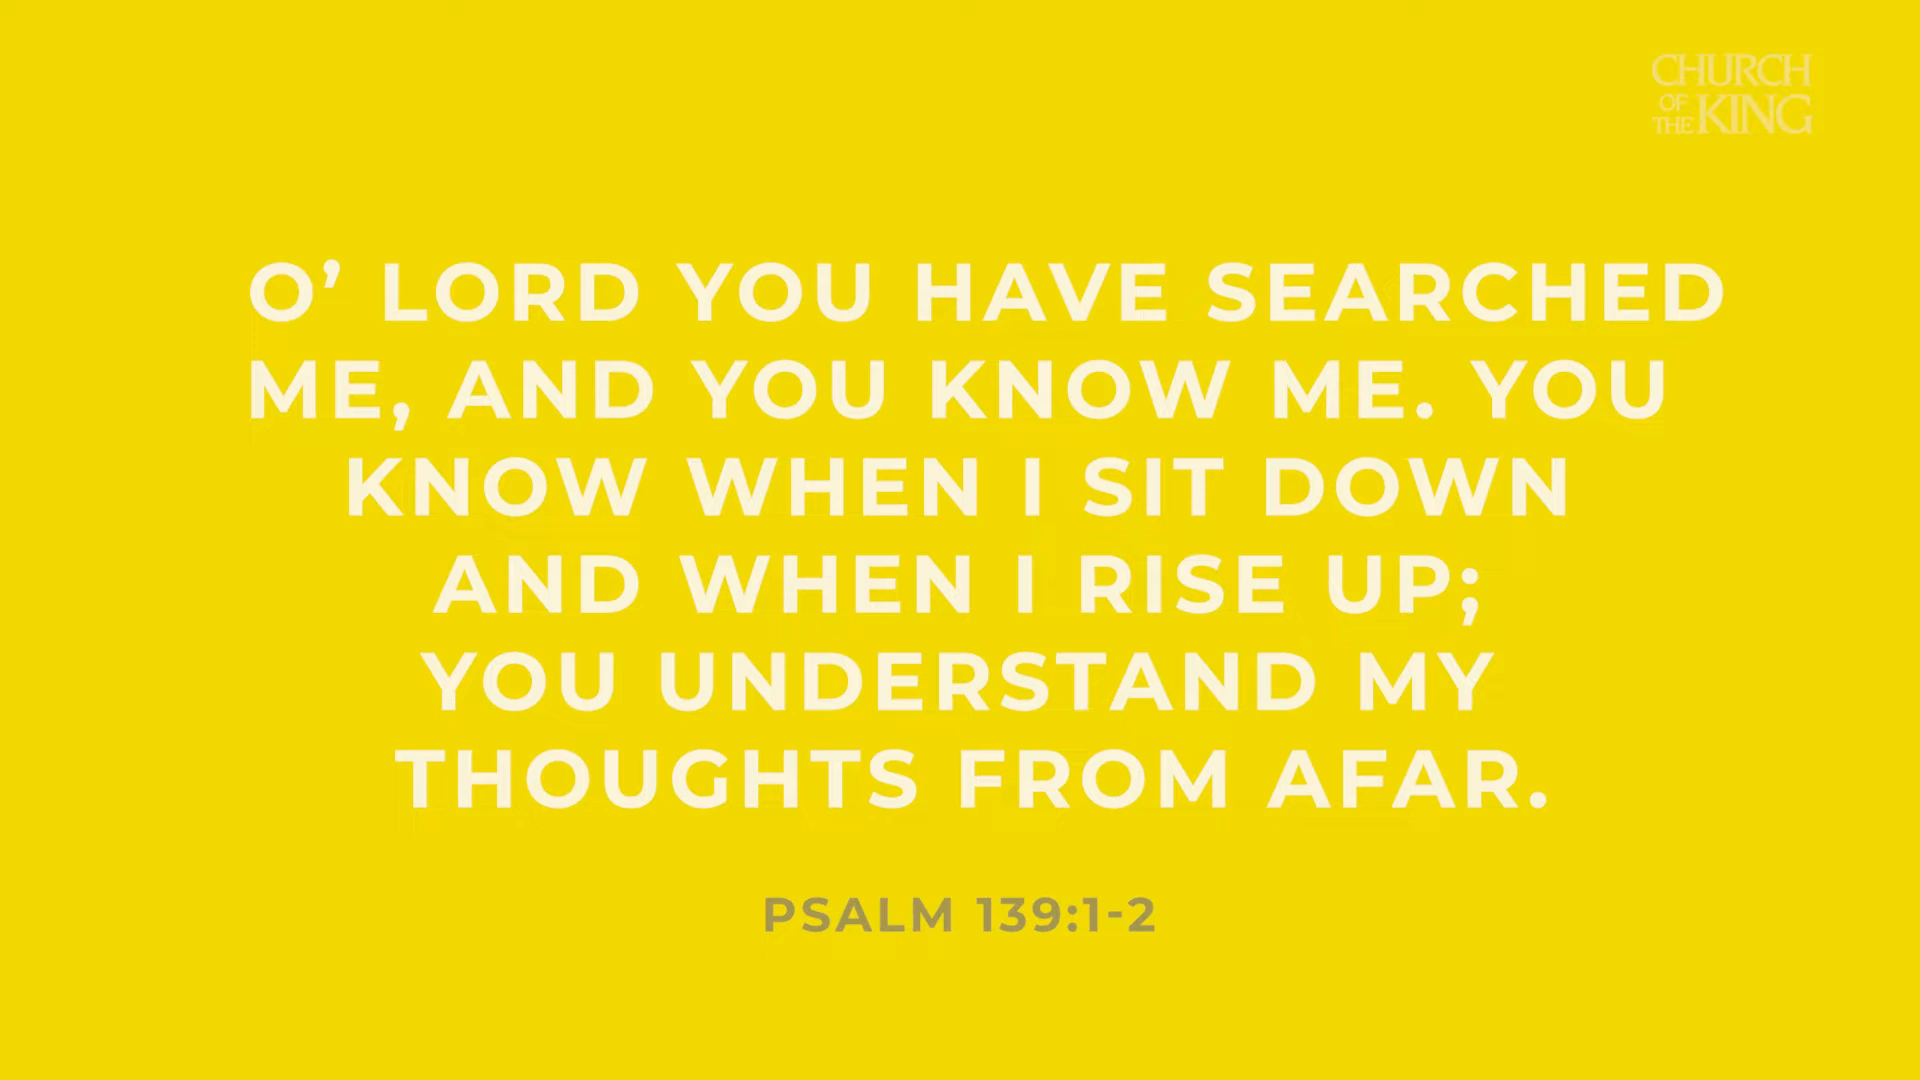 CHURCH
OF
THE KING
O’ LORD YOU HAVE SEARCHED
ME, AND YOU KNOW ME. YOU
KNOW WHEN I SIT DOWN
AND WHEN I RISE UP;
YOU UNDERSTAND MY
THOUGHTS FROM AFAR.
PSALM 139:1-2